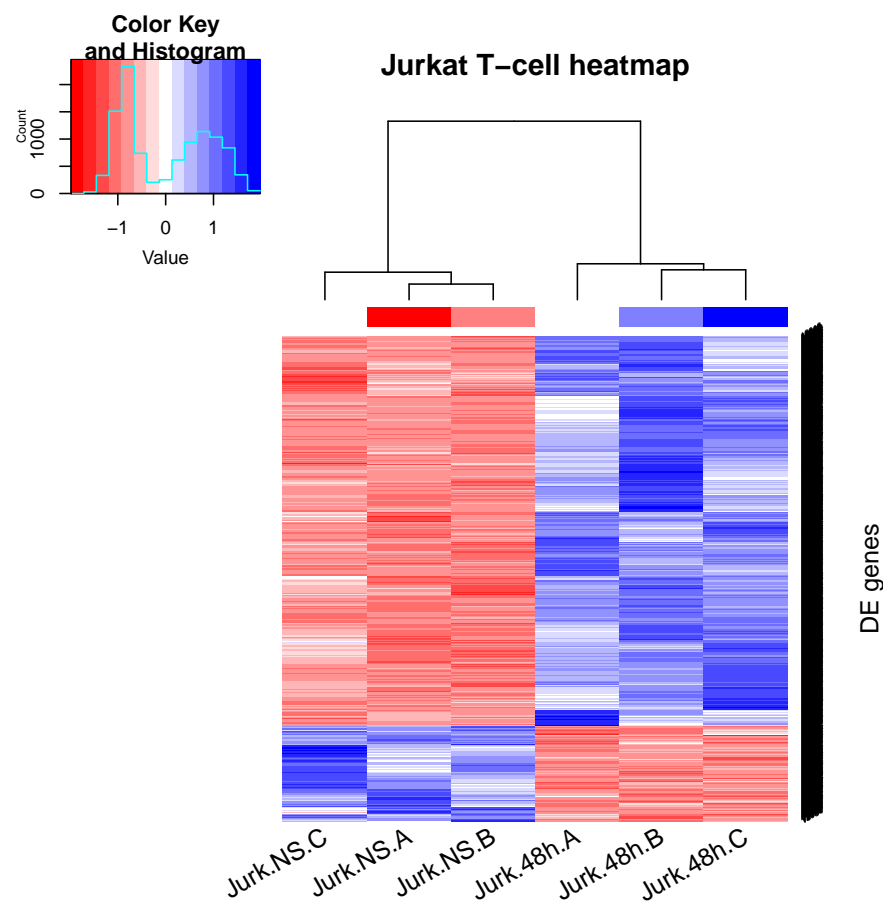 Color Key
and Histogram
Count
0
1000
−1
0
1
Value
Jurkat T−cell heatmap
DE genes
Jurk.NS.C
Jurk.NS.A
Jurk.NS.B
Jurk.48h.A
Jurk.48h.B
Jurk.48h.C